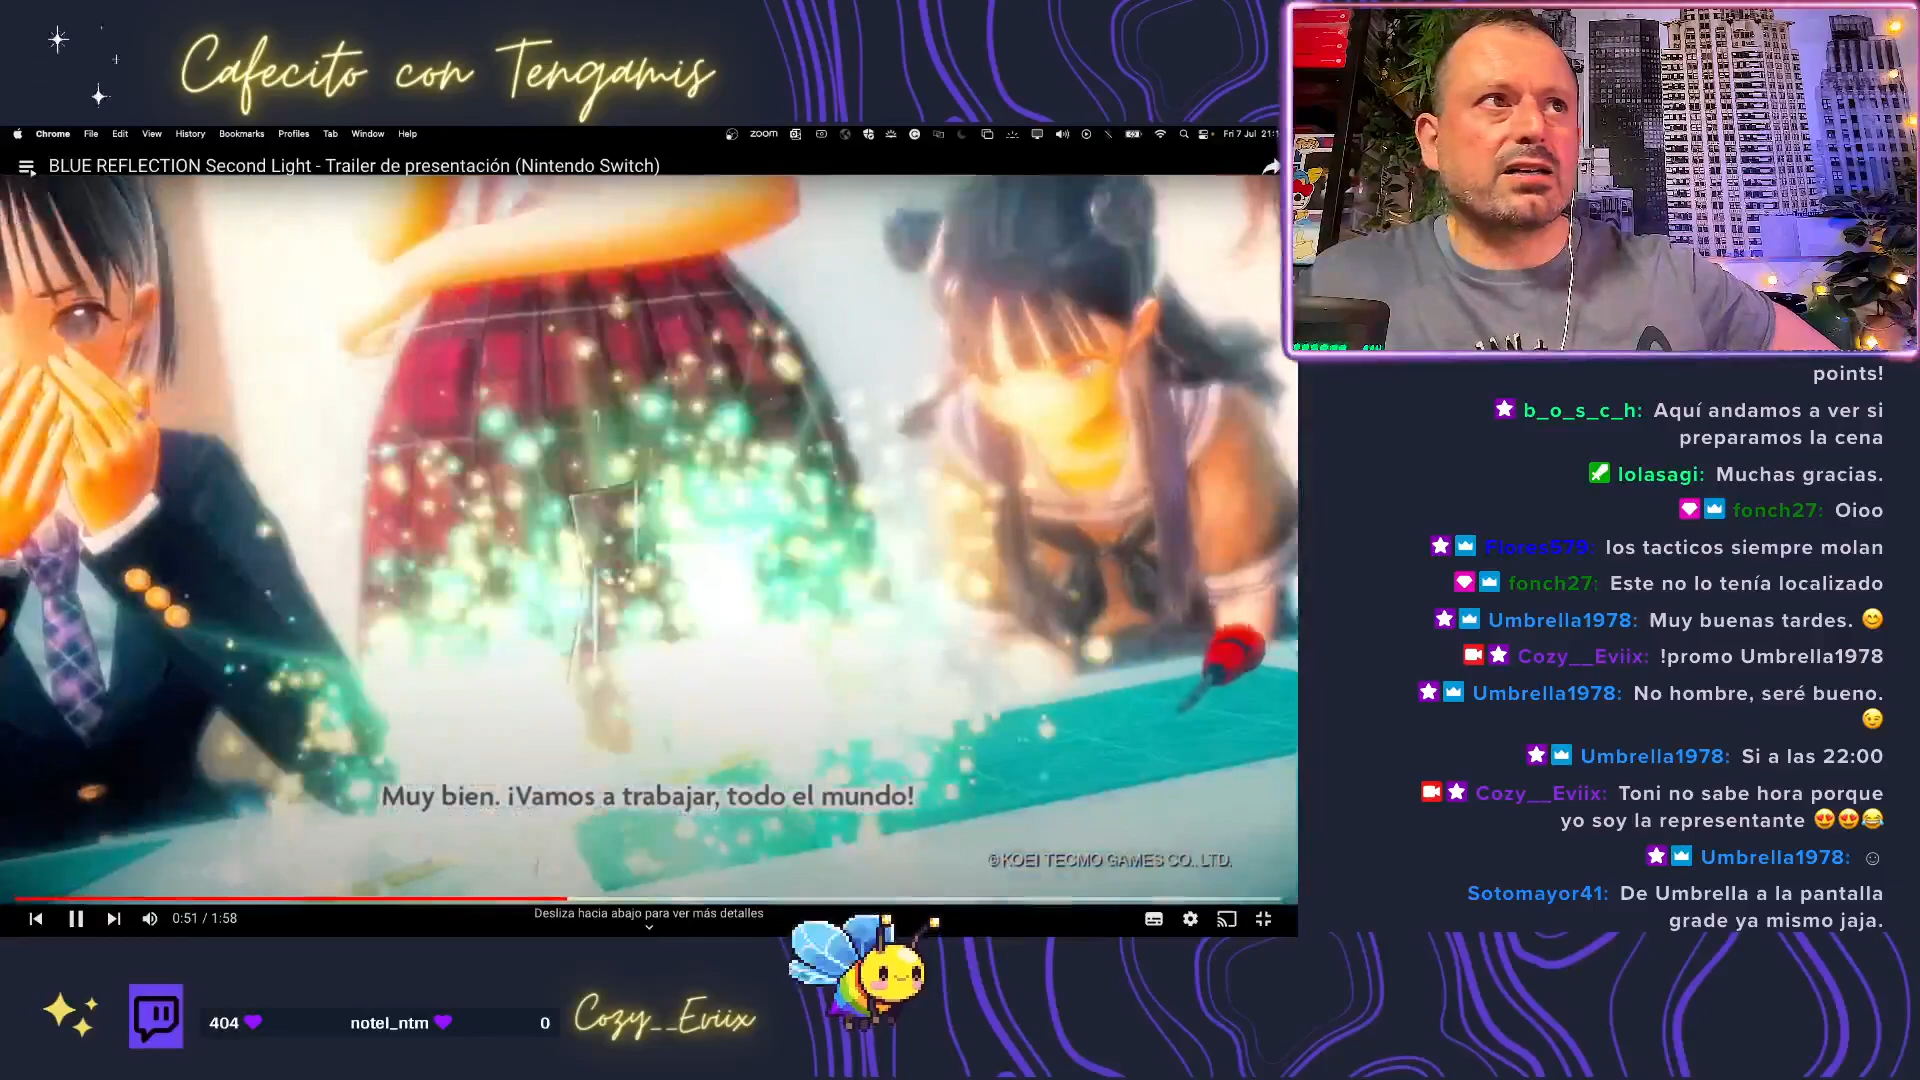 Cafecito con Tengamis
Chrome File Edit View History Bookmarks Profiles Tab Window Help
zoom
Fri 7 Jul 21:1
BLUE REFLECTION Second Light - Trailer de presentación (Nintendo Switch)
points!
b_o_s_c_h: Aquí andamos a ver si
preparamos la cena
lolasagi: Muchas gracias.
fonch27: Oioo
Flores579: los tacticos siempre molan
fonch27: Este no lo tenía localizado
Umbrella1978: Muy buenas tardes. 😊
Cozy__Eviix: !promo Umbrella1978
Umbrella1978: No hombre, seré bueno.
😉
Umbrella1978: Si a las 22:00
Cozy__Eviix: Toni no sabe hora porque
yo soy la representante 😍😍😂
Umbrella1978: ☺
Sotomayor41: De Umbrella a la pantalla
grade ya mismo jaja.
Muy bien. ¡Vamos a trabajar, todo el mundo!
©KOEI TECMO GAMES CO., LTD.
0:51 / 1:58
Desliza hacia abajo para ver más detalles
404 💜 notel_ntm 💜 0
Cozy__Eviix